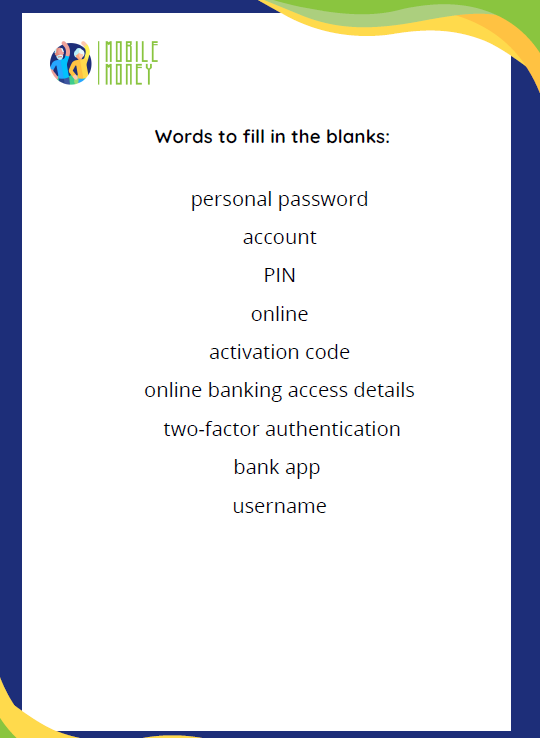 MOBILE
MONEY
Words to fill in the blanks:
personal password
account
PIN
online
activation code
online banking access details
two-factor authentication
bank app
username